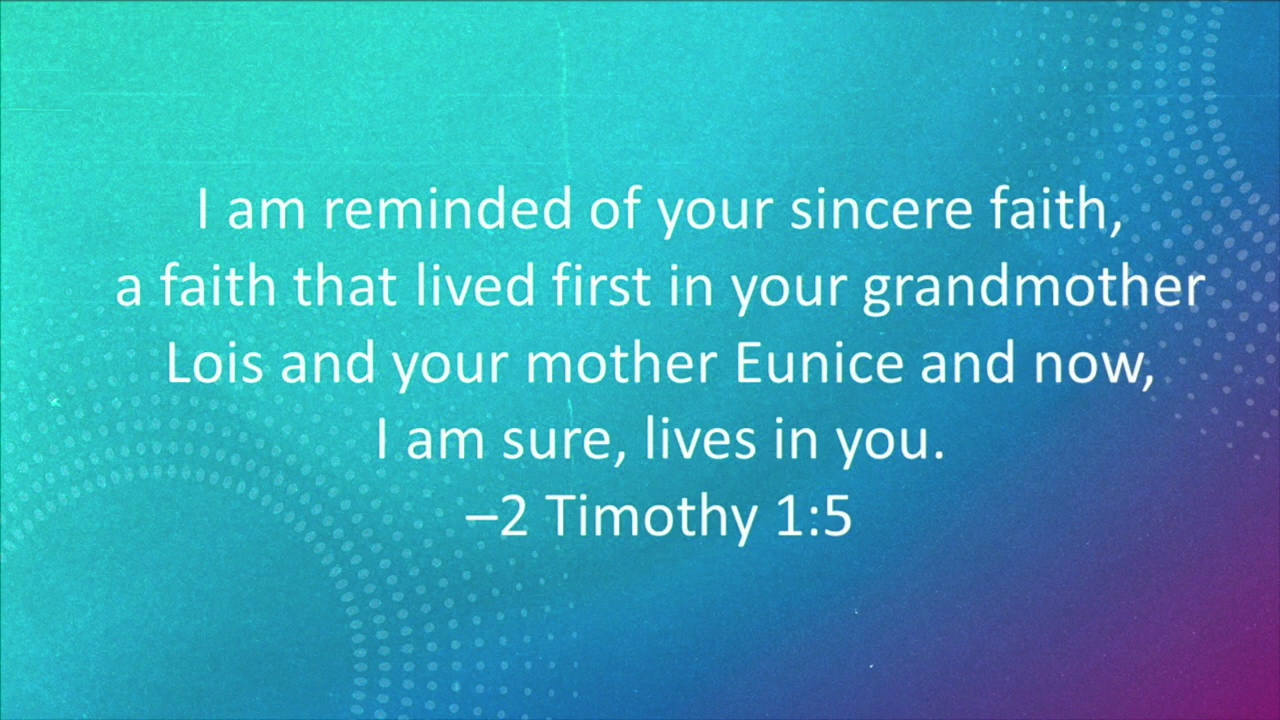 I am reminded of your sincere faith,
a faith that lived first in your grandmother
Lois and your mother Eunice and now,
I am sure, lives in you.
–2 Timothy 1:5